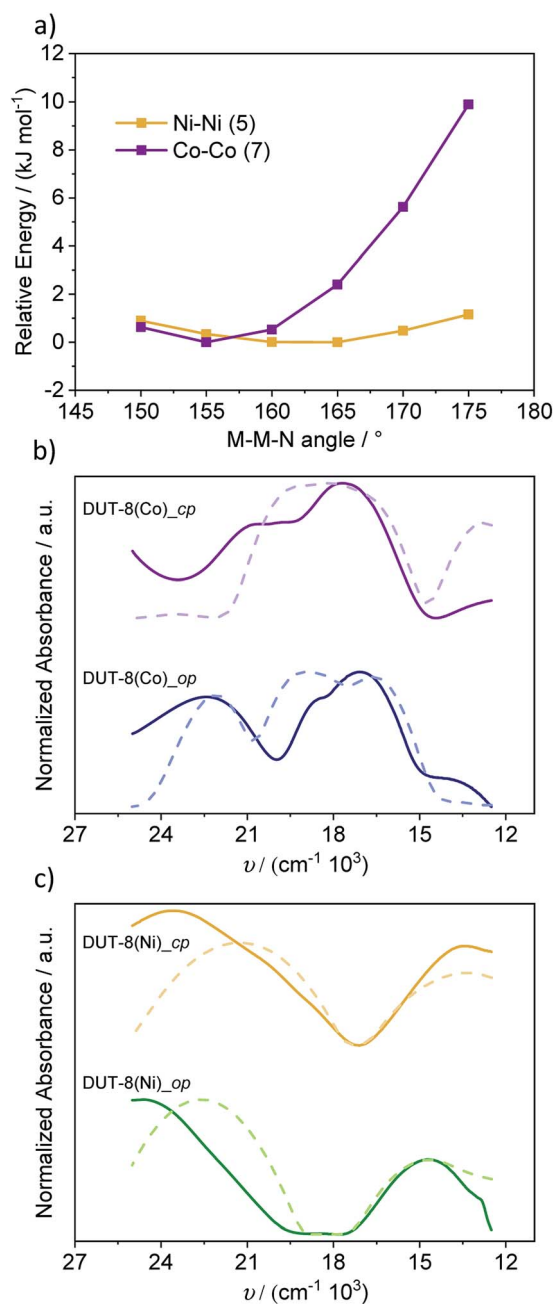 a)
10
8
6
4
2
0
-2
Relative Energy / (kJ mol⁻¹)
Ni-Ni (5)
Co-Co (7)
145 150 155 160 165 170 175 180
M-M-N angle / °
b)
DUT-8(Co)_cp
DUT-8(Co)_op
Normalized Absorbance / a.u.
27 24 21 18 15 12
υ / (cm⁻¹ 10³)
c)
DUT-8(Ni)_cp
DUT-8(Ni)_op
Normalized Absorbance / a.u.
27 24 21 18 15 12
υ / (cm⁻¹ 10³)